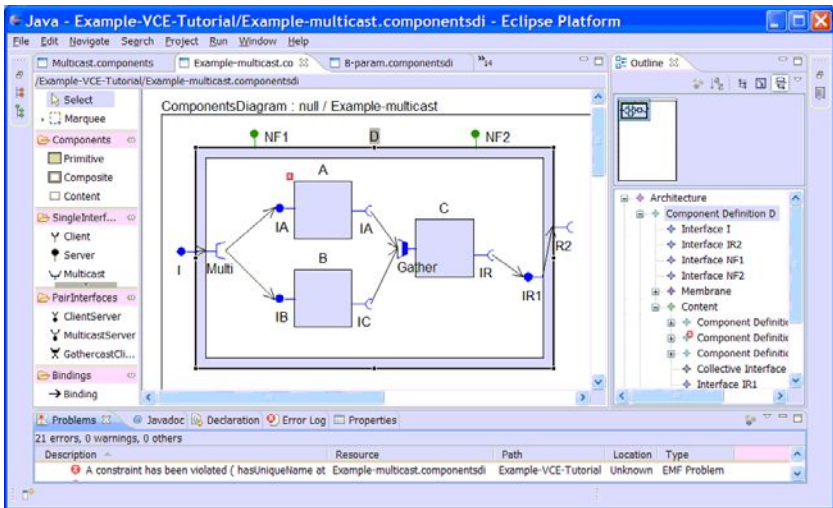 Java - Example-VCE-Tutorial/Example-multicast.componentsdi - Eclipse Platform
File Edit Navigate Search Project Run Window Help
Multicast.components Example-multicast.co B-param.componentsdi »14 Outline
/Example-VCE-Tutorial/Example-multicast.componentsdi
Select
Marquee
Components
Primitive
Composite
Content
SingleInterf...
Client
Server
Multicast
PairInterfaces
ClientServer
MulticastServer
GathercastCli...
Bindings
Binding
ComponentsDiagram : null / Example-multicast
NF1 D NF2
A
C
IA IA
I Multi
B
Gather IR IR2
IR1
IB IC
Architecture
Component Definition D
Interface I
Interface IR2
Interface NF1
Interface NF2
Membrane
Content
Component Definitio
Component Definitio
Component Definitio
Collective Interface
Interface IR1
Problems Javadoc Declaration Error Log Properties
21 errors, 0 warnings, 0 others
Description Resource Path Location Type
A constraint has been violated ( hasUniqueName at Example-multicast.componentsdi Example-VCE-Tutorial Unknown EMF Problem